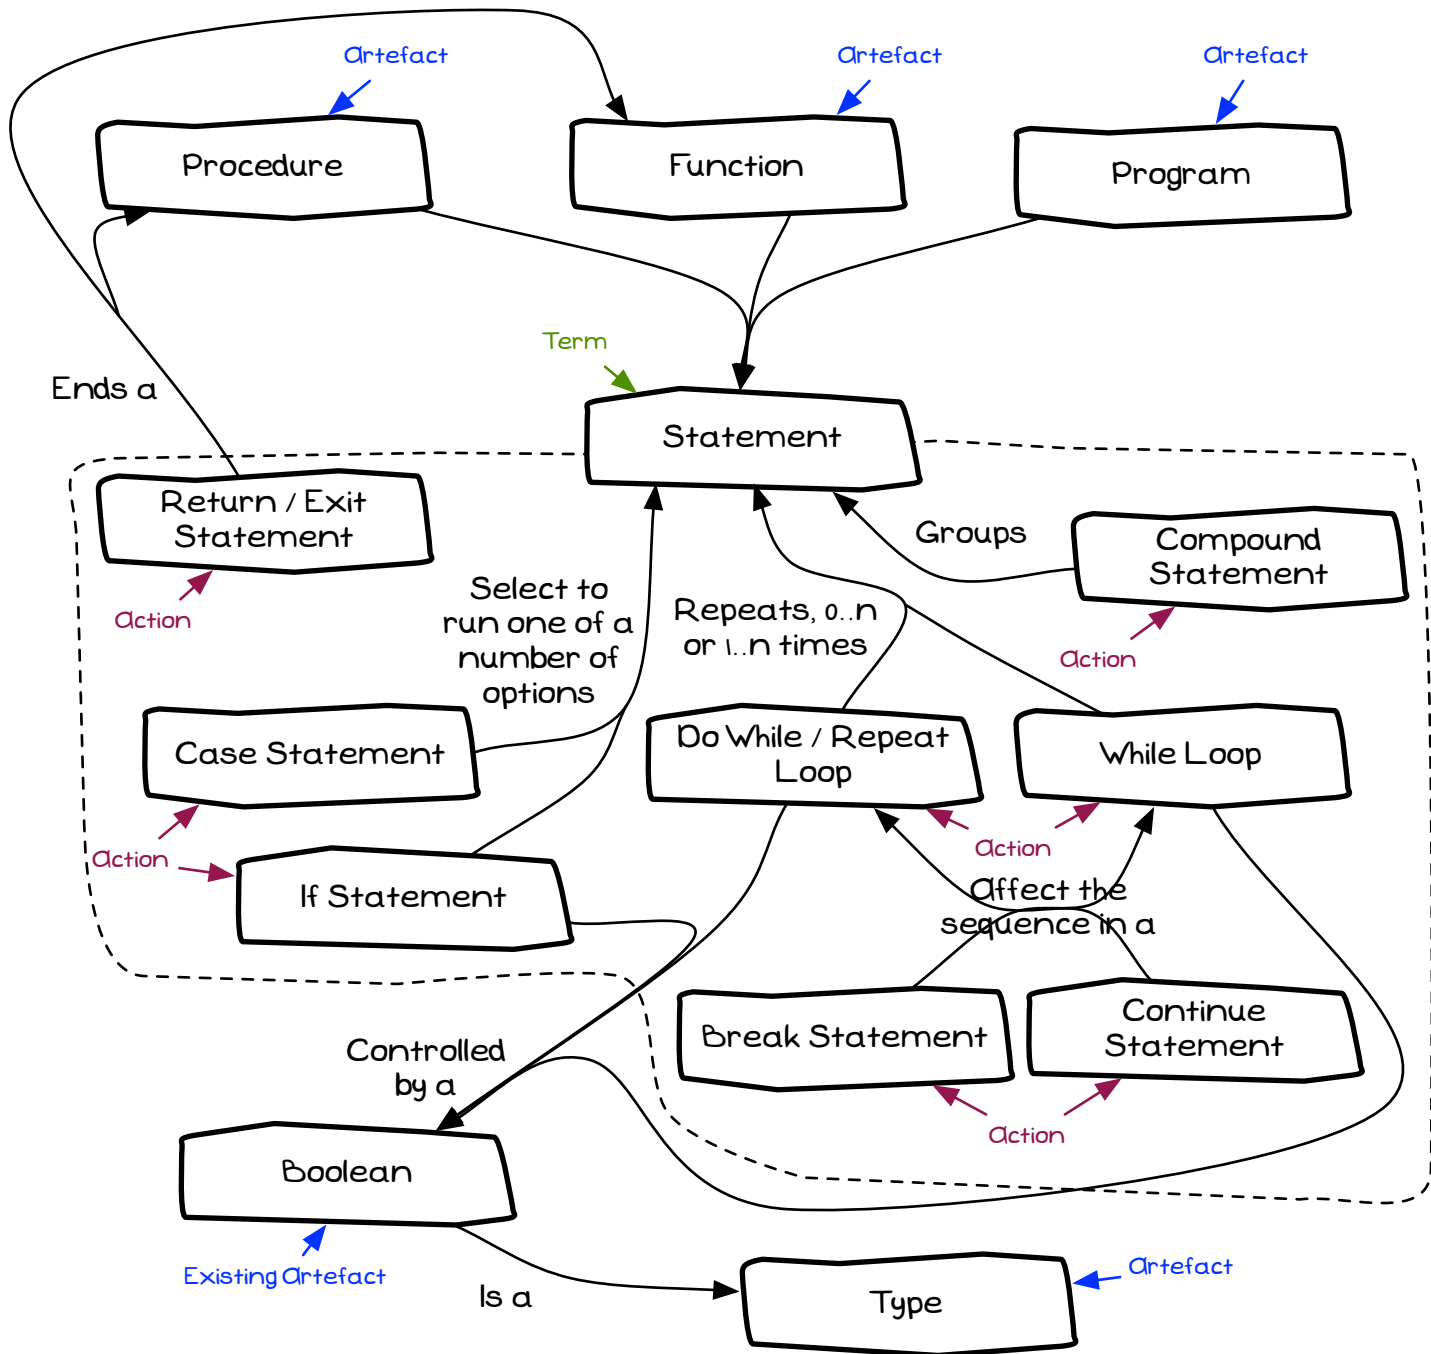 Artefact
Artefact
Artefact
Procedure
Function
Program
Term
Ends a
Statement
Return / Exit
Statement
Groups
Compound
Statement
Action
Select to
run one of a
number of
options
Repeats, 0..n
or 1..n times
Action
Case Statement
Do While / Repeat
Loop
While Loop
Action
Action
If Statement
Affect the
sequence in a
Break Statement
Continue
Statement
Controlled
by a
Action
Boolean
Existing Artefact
Is a
Type
Artefact